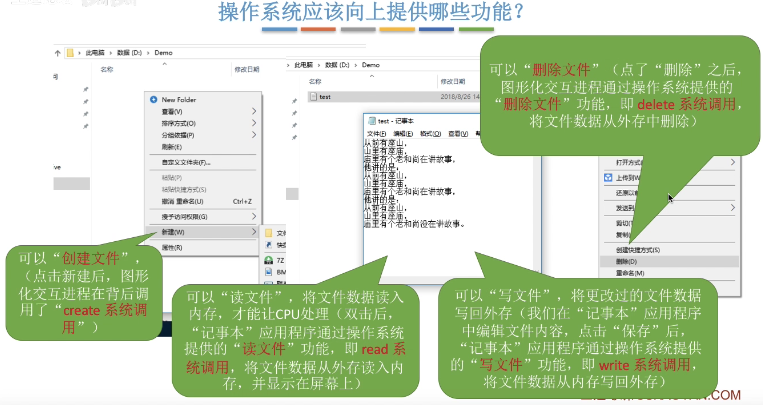 操作系统应该向上提供哪些功能？
此电脑 › 数据 (D:) › Demo
名称
修改日期
New Folder
查看(V)
排序方式(O)
分组依据(P)
刷新(E)
自定义文件夹(F)...
粘贴(P)
粘贴快捷方式(S)
撤消 重命名(U) Ctrl+Z
授予访问权限(G)
新建(W)
属性(R)
文件
快捷
7Z
BM
此电脑 › 数据 (D:) › Demo
名称
修改日期
test
2018/8/25 14
test - 记事本
文件(F) 编辑(E) 格式(O) 查看(V)
从前有座山，
山里有座庙，
庙里有个老和尚在讲故事。
他讲的是：
从前有座山，
山里有座庙，
庙里有个老和尚在讲故事。
他讲的是：
从前有座山，
山里有座庙，
庙里有个老和尚在讲故事。
打开方式
上传到W
还原以
发送到
剪切
复制
创建快捷方式(S)
删除(D)
重命名(M)
可以“删除文件”（点了“删除”之后，
图形化交互进程通过操作系统提供的
“删除文件”功能，即 delete 系统调用，
将文件数据从外存中删除）
可以“创建文件”，
（点击新建后，图形
化交互进程在背后调
用了“create 系统调
用”）
可以“读文件”，将文件数据读入
内存，才能让CPU处理（双击后，
“记事本”应用程序通过操作系统
提供的“读文件”功能，即 read 系
统调用，将文件数据从外存读入内
存，并显示在屏幕上）
可以“写文件”，将更改过的文件数据
写回外存（我们在“记事本”应用程序
中编辑文件内容，点击“保存”后，
“记事本”应用程序通过操作系统提供
的“写文件”功能，即 write 系统调用，
将文件数据从内存写回外存）